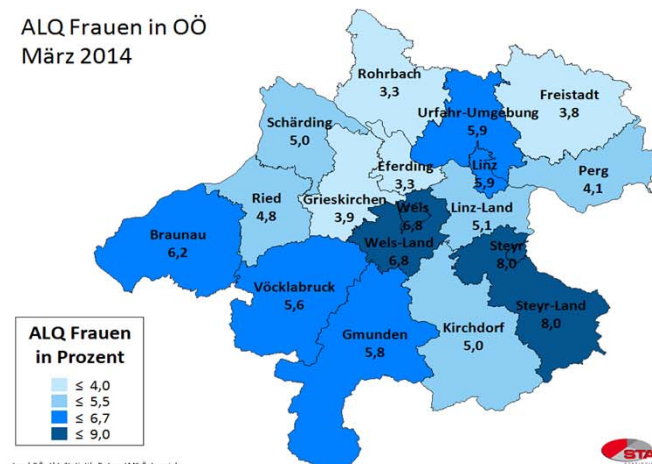 ALQ Frauen in OÖ
März 2014
Rohrbach
3,3
Freistadt
3,8
Urfahr-Umgebung
5,9
Schärding
5,0
Eferding
3,3
Linz
5,9
Perg
4,1
Ried
4,8
Grieskirchen
3,9
Wels
6,8
Linz-Land
5,1
Braunau
6,2
Wels-Land
6,8
Steyr
8,0
Vöcklabruck
5,6
Steyr-Land
8,0
Gmunden
5,8
Kirchdorf
5,0
ALQ Frauen
in Prozent
≤ 4,0
≤ 5,5
≤ 6,7
≤ 9,0
STA